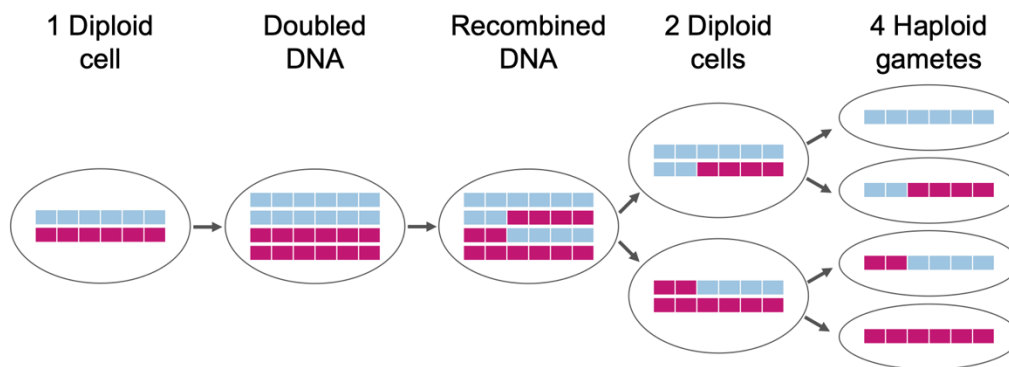 1 Diploid
cell
Doubled
DNA
Recombined
DNA
2 Diploid
cells
4 Haploid
gametes